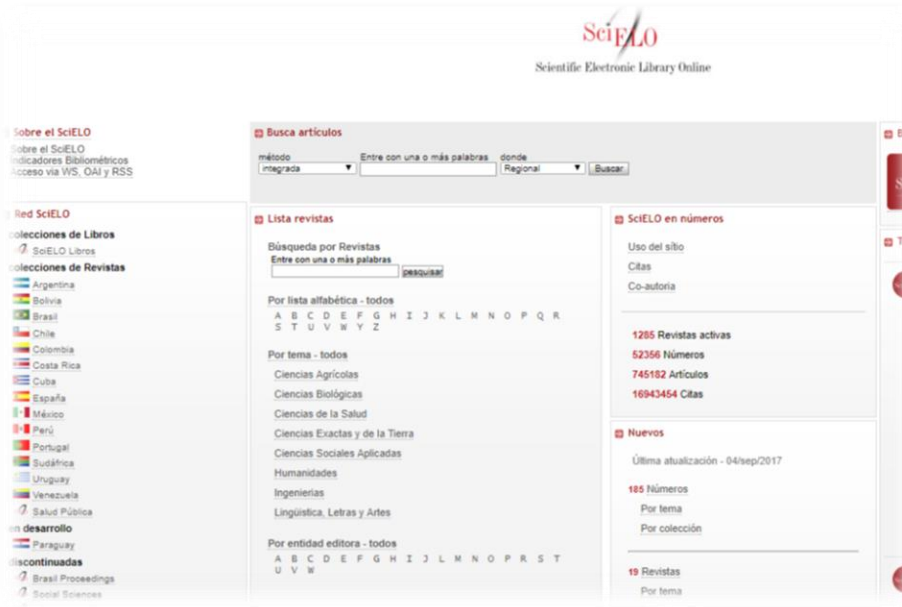 SciELO
Scientific Electronic Library Online
Sobre el SciELO
Sobre el SciELO
Indicadores Bibliométricos
Acceso via WS, OAI y RSS
Red SciELO
colecciones de Libros
SciELO Libros
colecciones de Revistas
Argentina
Bolivia
Brasil
Chile
Colombia
Costa Rica
Cuba
España
México
Perú
Portugal
Sudáfrica
Uruguay
Venezuela
Salud Pública
en desarrollo
Paraguay
discontinuadas
Brasil Proceedings
Social Sciences
Busca artículos
método Entre con una o más palabras donde
integrada Regional Buscar
Lista revistas
Búsqueda por Revistas
Entre con una o más palabras
pesquisar
Por lista alfabética - todos
A B C D E F G H I J K L M N O P Q R
S T U V W Y Z
Por tema - todos
Ciencias Agrícolas
Ciencias Biológicas
Ciencias de la Salud
Ciencias Exactas y de la Tierra
Ciencias Sociales Aplicadas
Humanidades
Ingenierias
Lingüistica, Letras y Artes
Por entidad editora - todos
A B C D E F G H I J L M N O P R S T
U V W
SciELO en números
Uso del sítio
Citas
Co-autoria
1285 Revistas activas
52356 Números
745182 Artículos
16943454 Citas
Nuevos
Última atualización - 04/sep/2017
185 Números
Por tema
Por colección
19 Revistas
Por tema